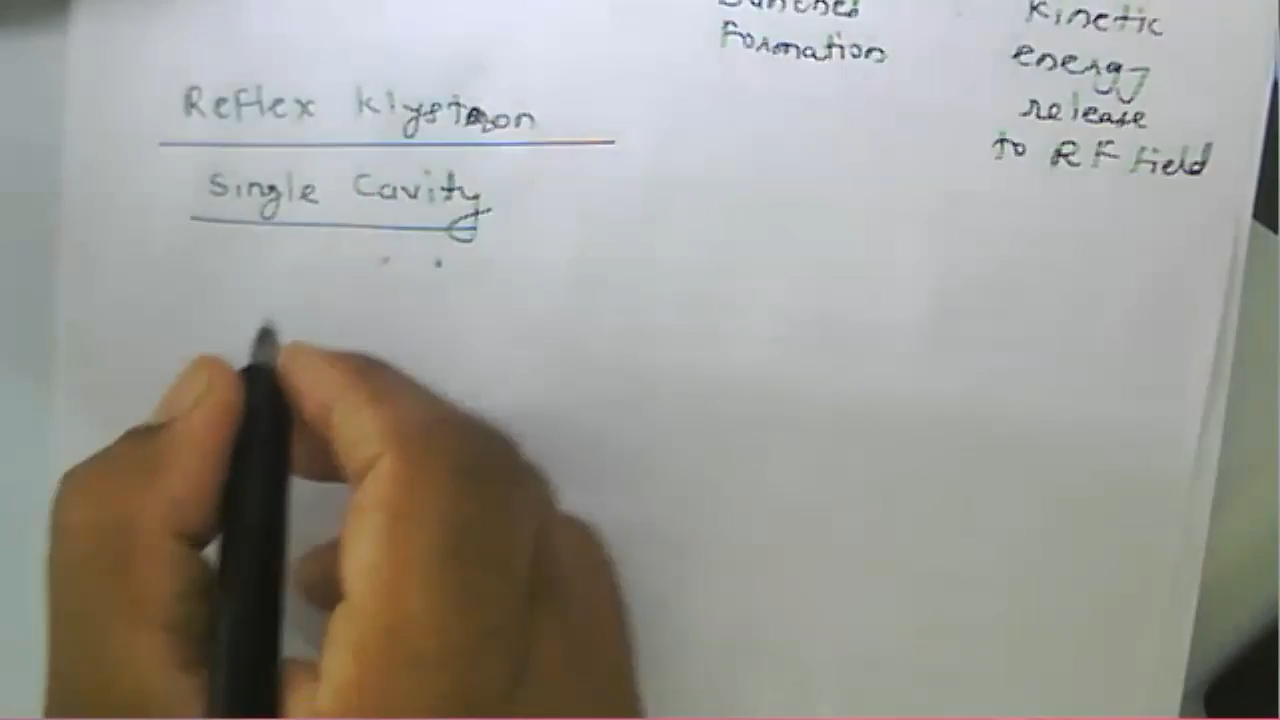 Formation
Kinetic
energy
release
to RF Field
Reflex Klystron
Single Cavity